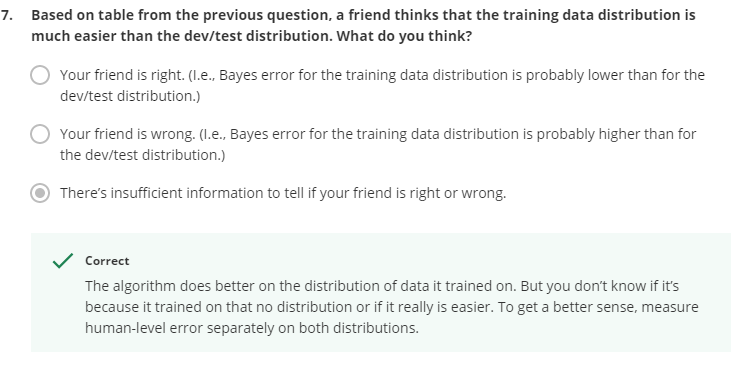 7. Based on table from the previous question, a friend thinks that the training data distribution is
much easier than the dev/test distribution. What do you think?
Your friend is right. (I.e., Bayes error for the training data distribution is probably lower than for the
dev/test distribution.)
Your friend is wrong. (I.e., Bayes error for the training data distribution is probably higher than for
the dev/test distribution.)
There's insufficient information to tell if your friend is right or wrong.
Correct
The algorithm does better on the distribution of data it trained on. But you don't know if it's
because it trained on that no distribution or if it really is easier. To get a better sense, measure
human-level error separately on both distributions.